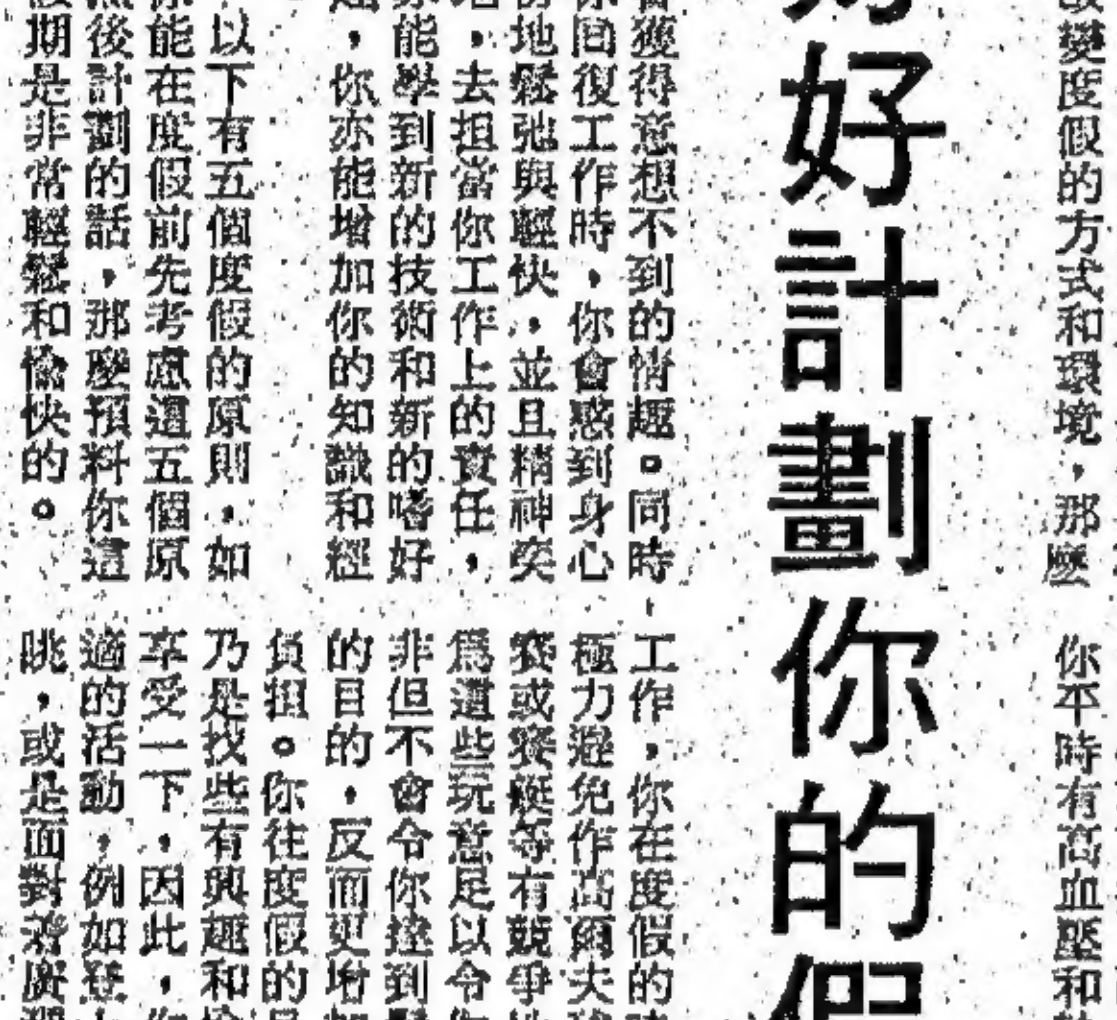 改變度假的方式和環境，那麼
你平時有高血壓和
好好計劃你的假
會獲得意想不到的情趣。同時
你回復工作時，你會感到身心
地鬆弛與輕快，並且精神奕
地，去担當你工作上的責任，
你能學到新的技術和新的嗜好
，你亦能增加你的知識和經
以下有五個度假的原則，如
你能在度假前先考慮這五個原
然後計劃的話，那麼預料你這
假期是非常輕鬆和愉快的。
工作，你在度假的
極力避免作高爾夫
賽或賽艇等有競爭
為這些玩意足以令
非但不會令你達到
的目的，反而更增加
負担。你往度假的
乃是找些有興趣和
享受一下，因此，你
適的活動，例如登
眺，或是面對著廣